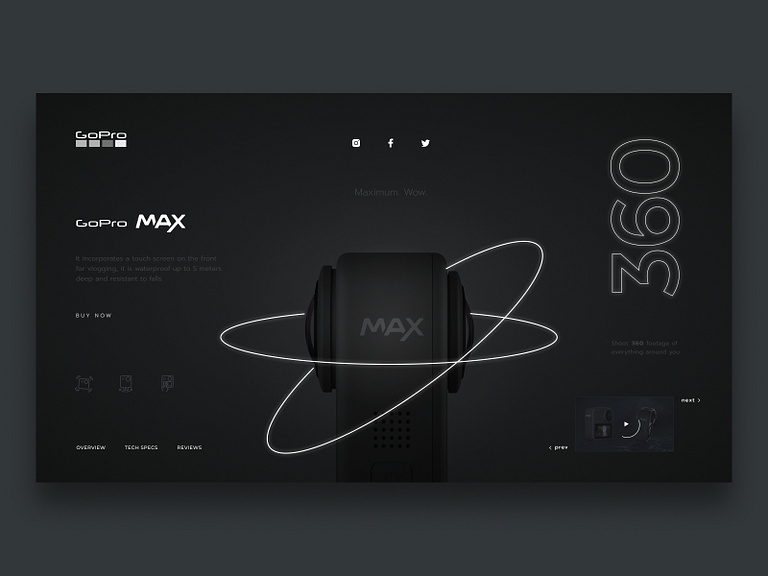 GoPro
Maximum. Wow.
GoPro MAX
It incorporates a touch screen on the front
for vlogging, it is waterproof up to 5 meters
deep and resistant to falls.
BUY NOW
MAX
360
Shoot 360 footage of
everything around you
OVERVIEW
TECH SPECS
REVIEWS
‹ prev
next ›